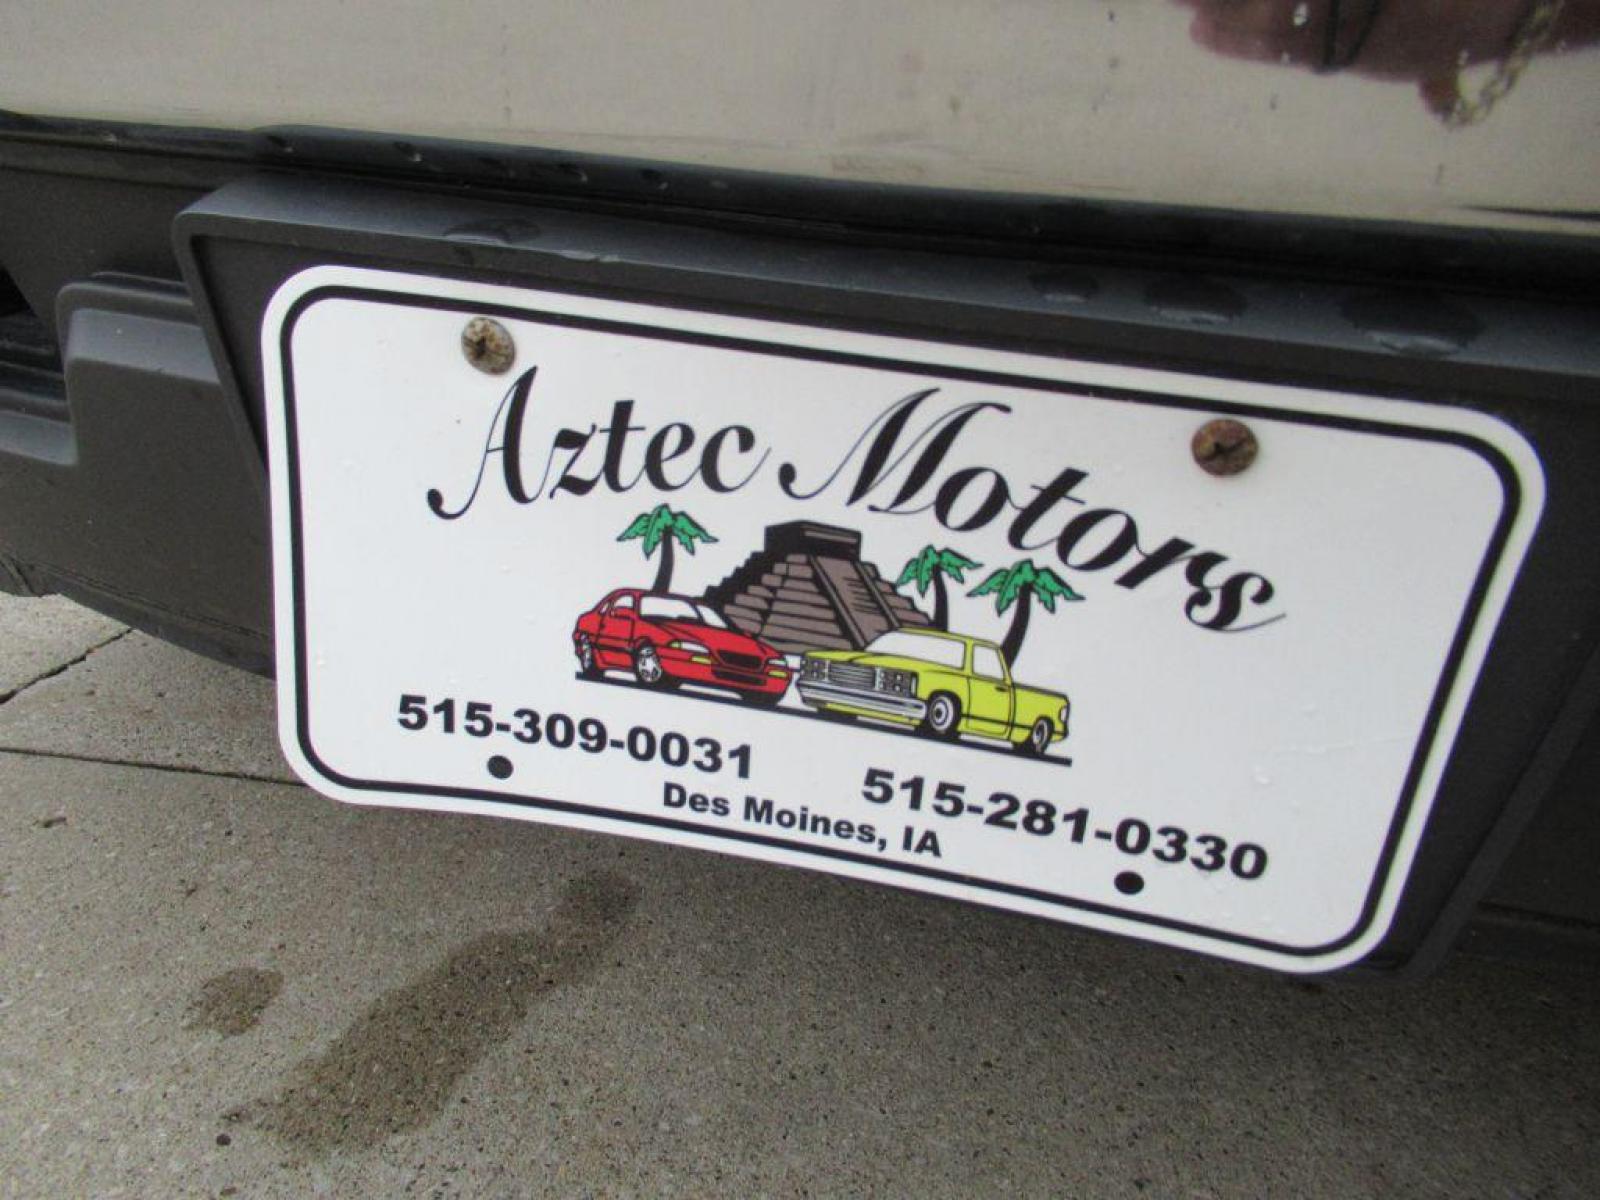 Aztec Motors
515-309-0031 515-281-0330
Des Moines, IA